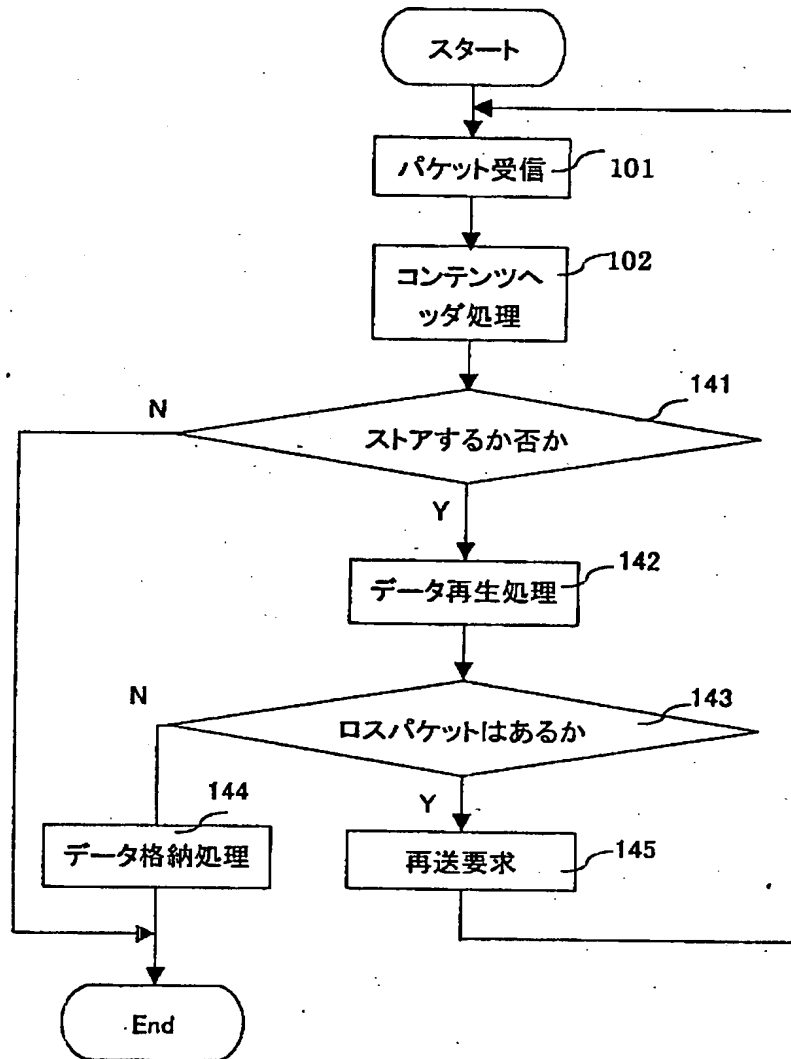 スタート
パケット受信
101
102
コンテンツヘ
ッダ処理
141
N
ストアするか否か
Y
142
データ再生処理
N
143
ロスパケットはあるか
144
Y
データ格納処理
再送要求
145
End